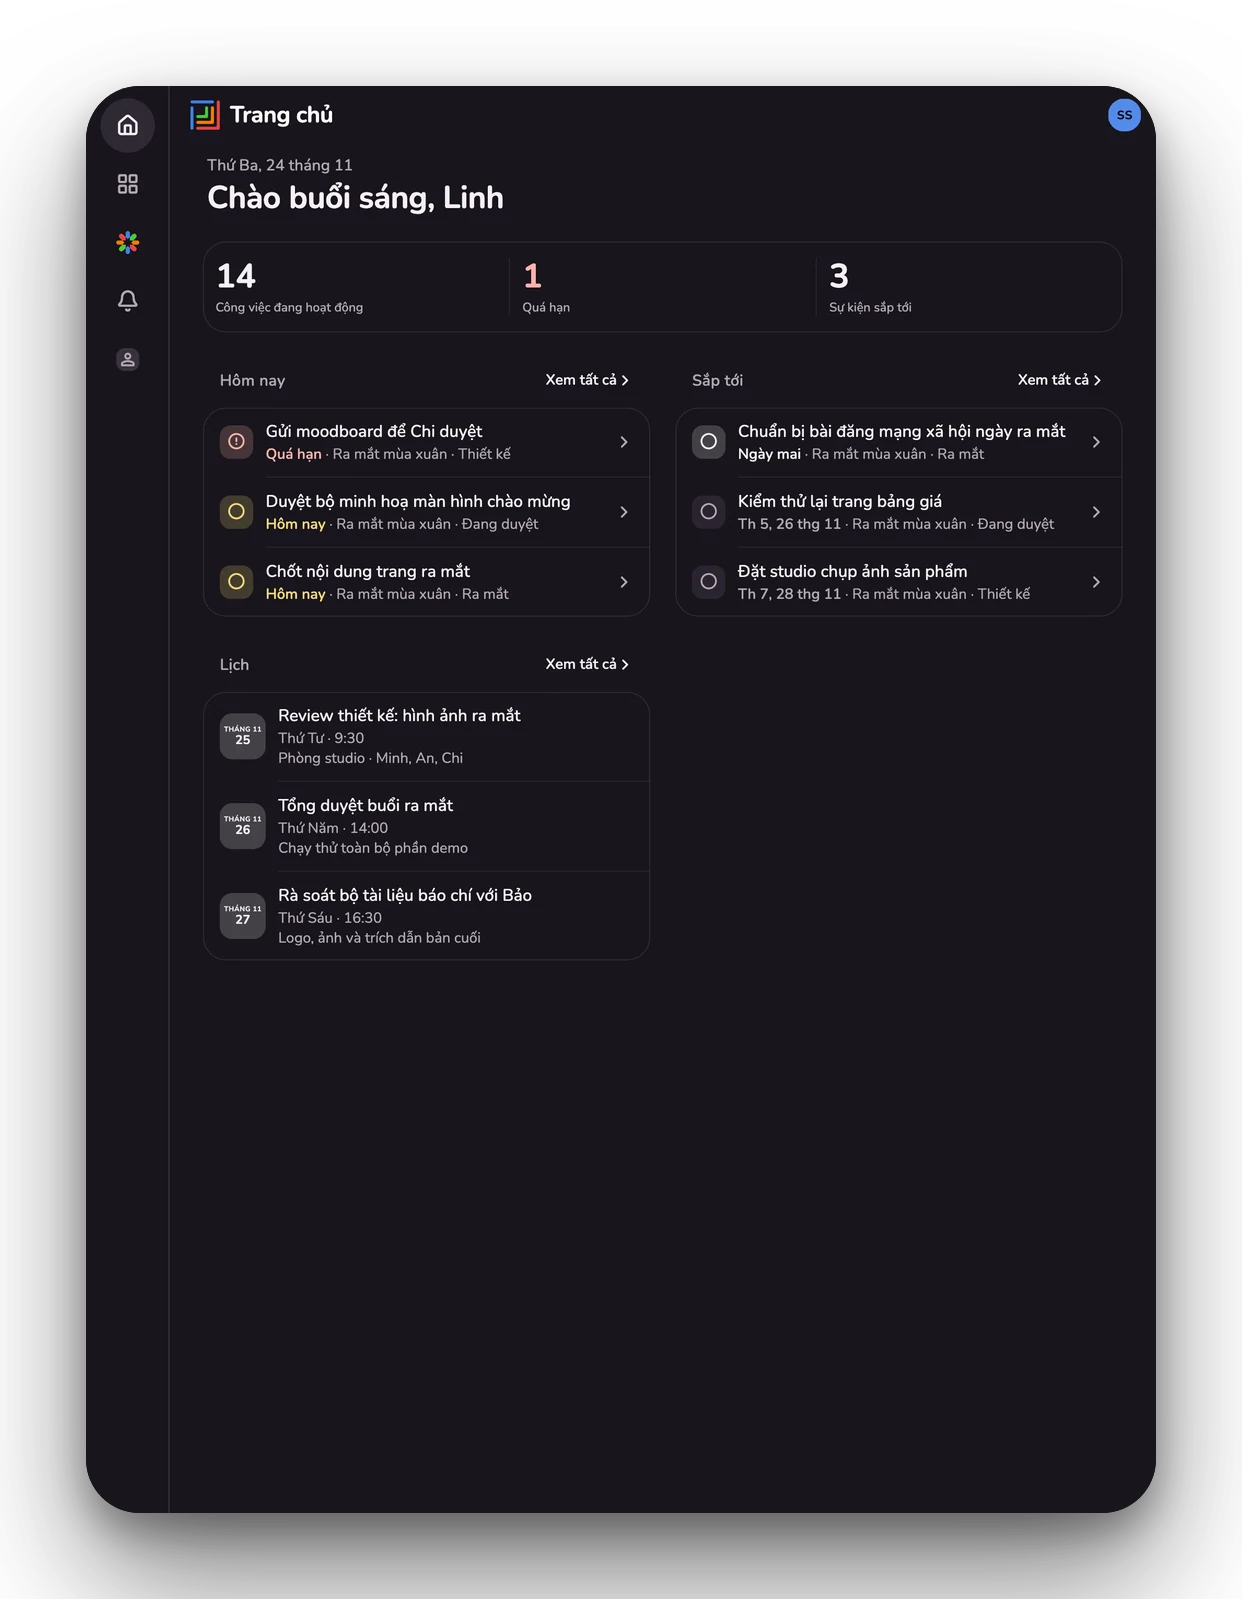 Trang chủ
SS
Thứ Ba, 24 tháng 11
Chào buổi sáng, Linh
14
Công việc đang hoạt động
1
Quá hạn
3
Sự kiện sắp tới
Hôm nay
Xem tất cả
Gửi moodboard để Chi duyệt
Quá hạn · Ra mắt mùa xuân · Thiết kế
Duyệt bộ minh hoạ màn hình chào mừng
Hôm nay · Ra mắt mùa xuân · Đang duyệt
Chốt nội dung trang ra mắt
Hôm nay · Ra mắt mùa xuân · Ra mắt
Sắp tới
Xem tất cả
Chuẩn bị bài đăng mạng xã hội ngày ra mắt
Ngày mai · Ra mắt mùa xuân · Ra mắt
Kiểm thử lại trang bảng giá
Th 5, 26 thg 11 · Ra mắt mùa xuân · Đang duyệt
Đặt studio chụp ảnh sản phẩm
Th 7, 28 thg 11 · Ra mắt mùa xuân · Thiết kế
Lịch
Xem tất cả
THÁNG 11
25
Review thiết kế: hình ảnh ra mắt
Thứ Tư · 9:30
Phòng studio · Minh, An, Chi
THÁNG 11
26
Tổng duyệt buổi ra mắt
Thứ Năm · 14:00
Chạy thử toàn bộ phần demo
THÁNG 11
27
Rà soát bộ tài liệu báo chí với Bảo
Thứ Sáu · 16:30
Logo, ảnh và trích dẫn bản cuối